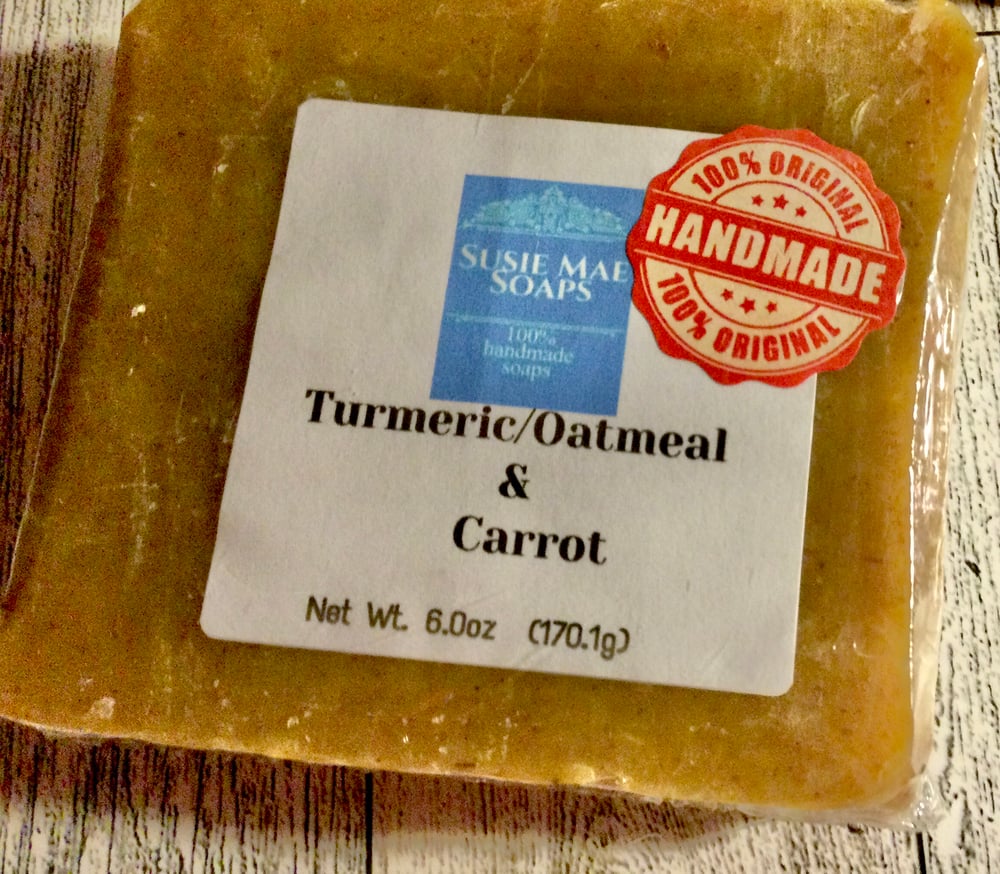 SUSIE MAE
SOAPS
100%
handmade
soaps
100% ORIGINAL
HANDMADE
100% ORIGINAL
Turmeric/Oatmeal
&
Carrot
Net Wt. 6.0oz (170.1g)